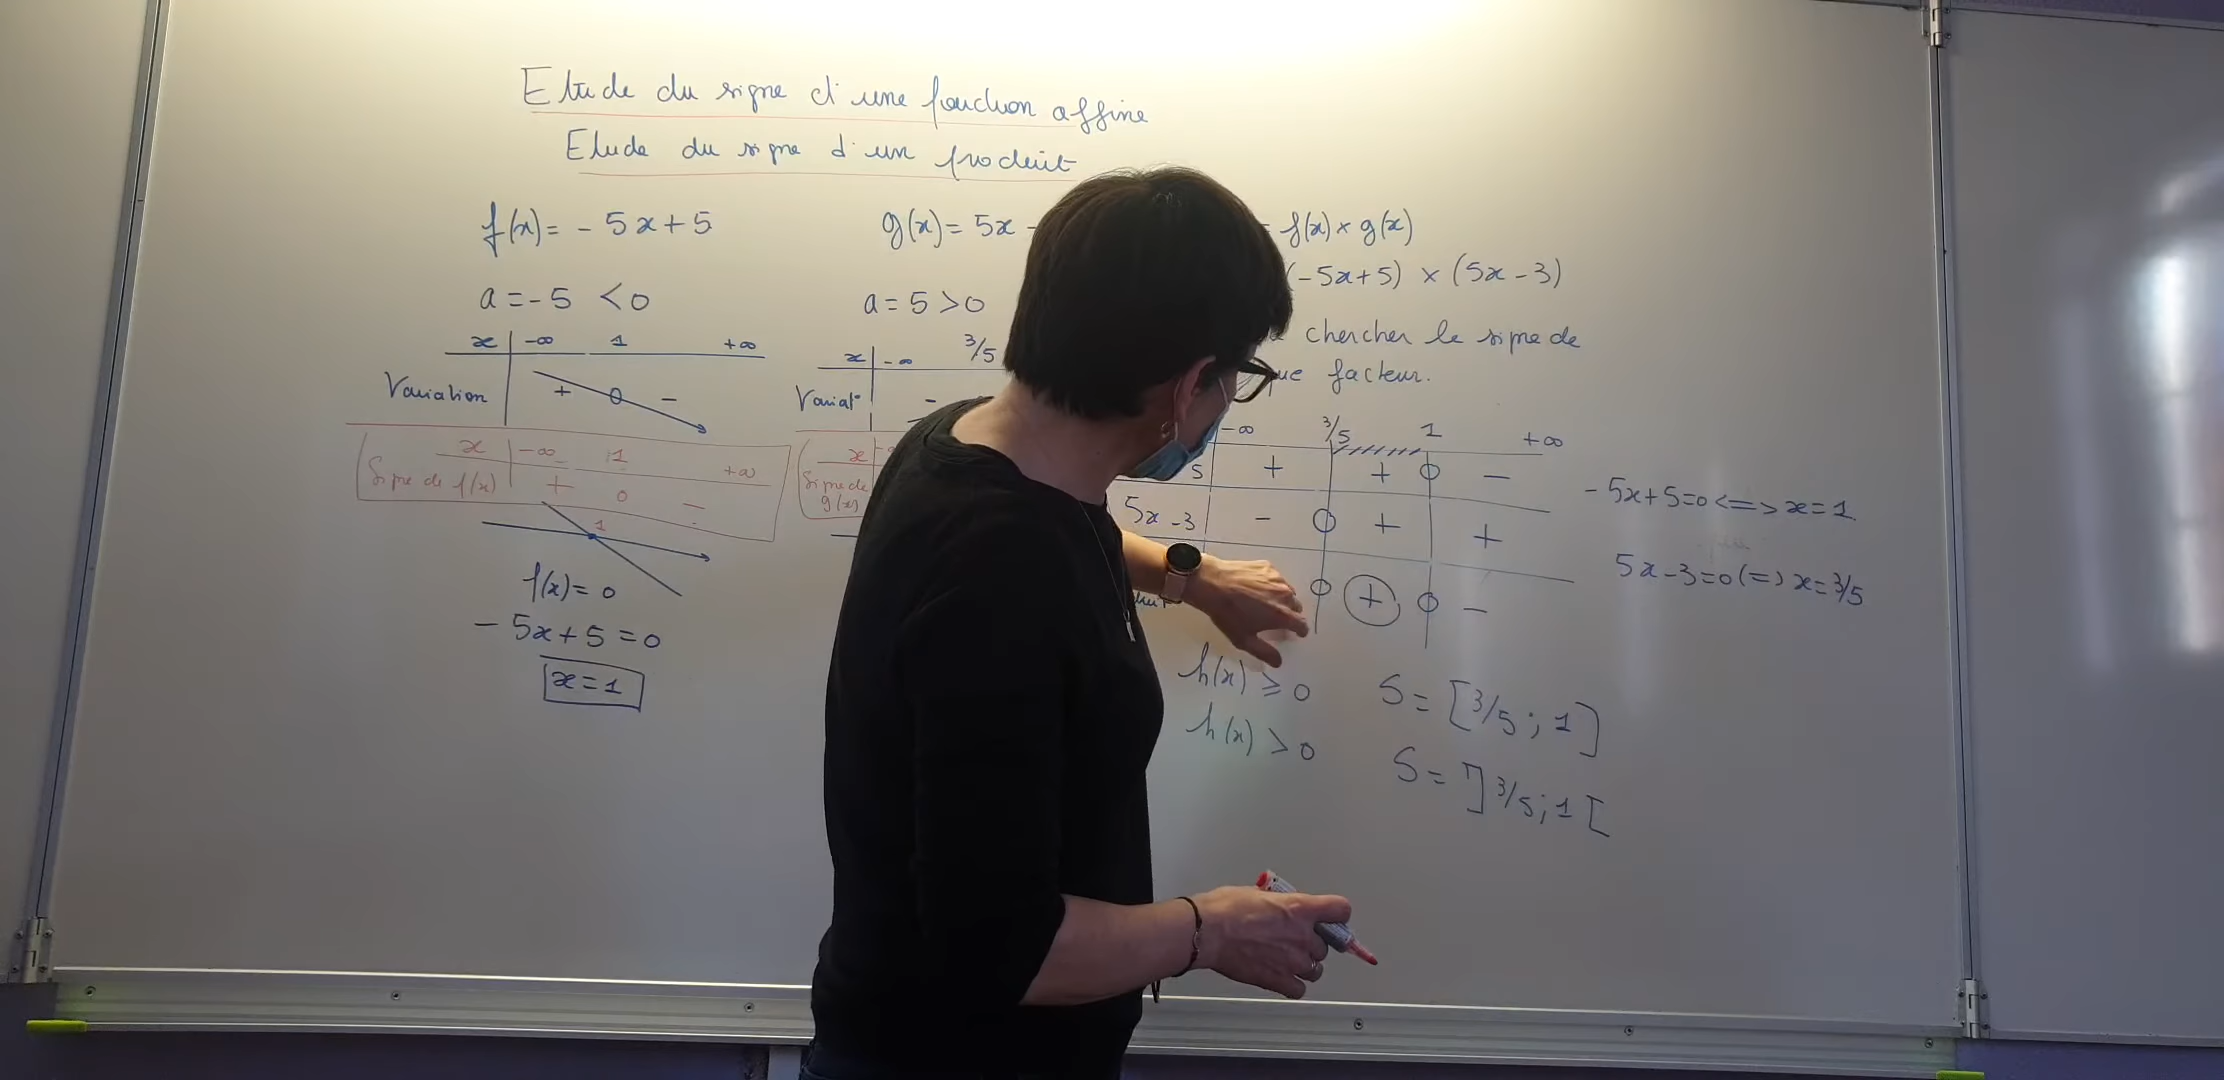 Etude du signe d'une fonction affine
Etude du signe d'un produit
f(x) = -5x+5
a = -5 <0
x -∞ 1 +∞
Variation + 0 -
x -∞ 1 +∞
Signe de f(x) + 0 -
1
f(x) = 0
-5x+5 = 0
x=1
g(x) = 5x -
a = 5 >0
x -∞ 3/5
Variat° -
x
Signe de
g(x)
= f(x) × g(x)
(-5x+5) × (5x-3)
chercher le signe de
facteur.
-∞ 3/5 1 +∞
5 + + 0 -
5x-3 - 0 + +
0 + 0 -
h(x) ≥ 0 S = [3/5 ; 1]
h(x) > 0 S = ]3/5 ; 1[
-5x+5=0 <=> x=1
5x-3=0 (=) x=3/5